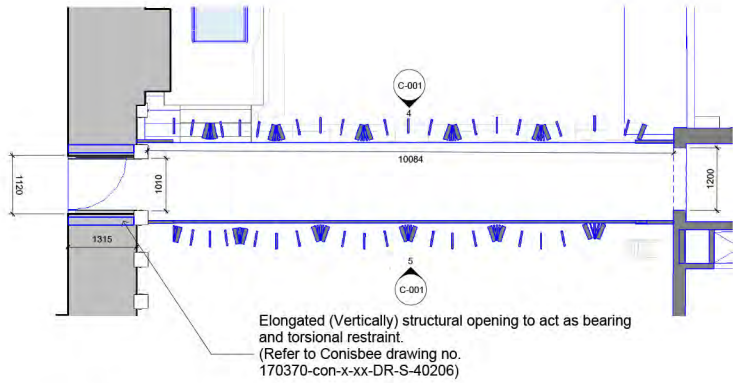 C-001
4
10084
1120
1010
1200
1315
5
C-001
Elongated (Vertically) structural opening to act as bearing
and torsional restraint.
(Refer to Conisbee drawing no.
170370-con-x-xx-DR-S-40206)